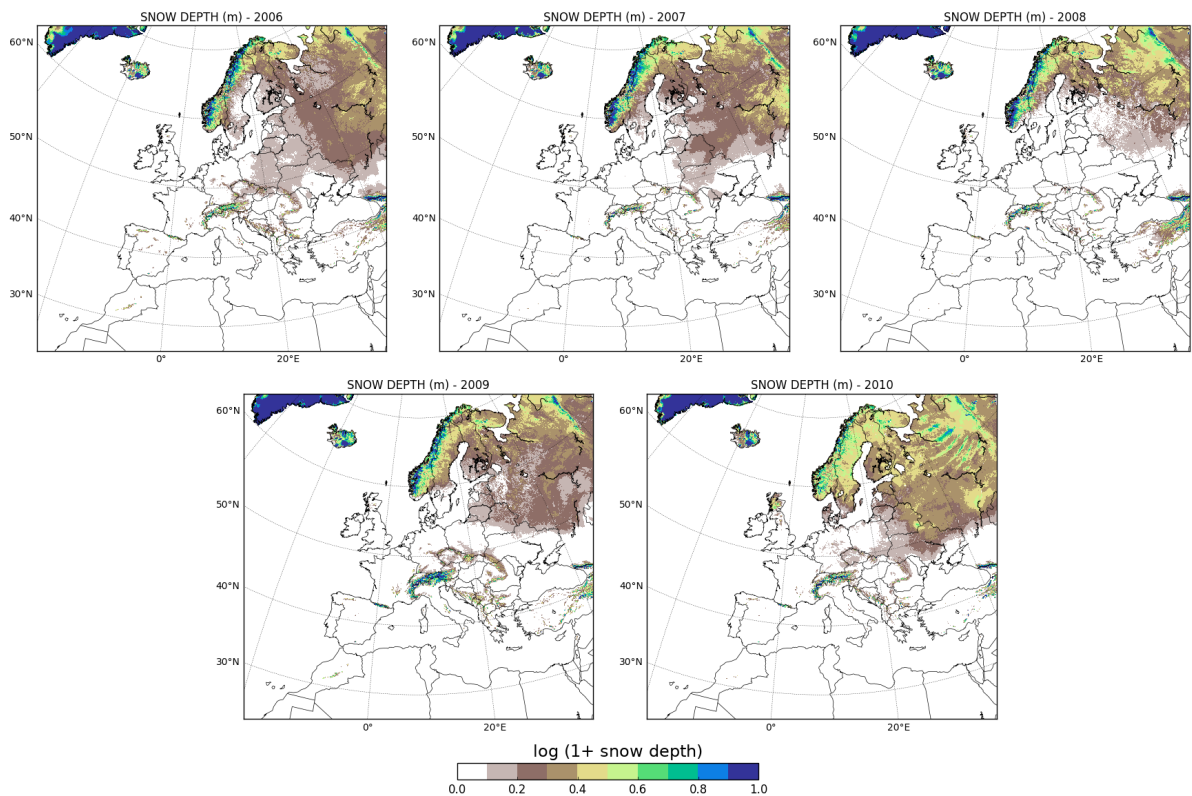 SNOW DEPTH (m) - 2006
SNOW DEPTH (m) - 2007
SNOW DEPTH (m) - 2008
60°N
60°N
60°N
50°N
50°N
50°N
40°N
40°N
40°N
30°N
30°N
30°N
0°
20°E
0°
20°E
0°
20°E
SNOW DEPTH (m) - 2009
SNOW DEPTH (m) - 2010
60°N
60°N
50°N
50°N
40°N
40°N
30°N
30°N
0°
20°E
0°
20°E
log (1+ snow depth)
0.0 0.2 0.4 0.6 0.8 1.0